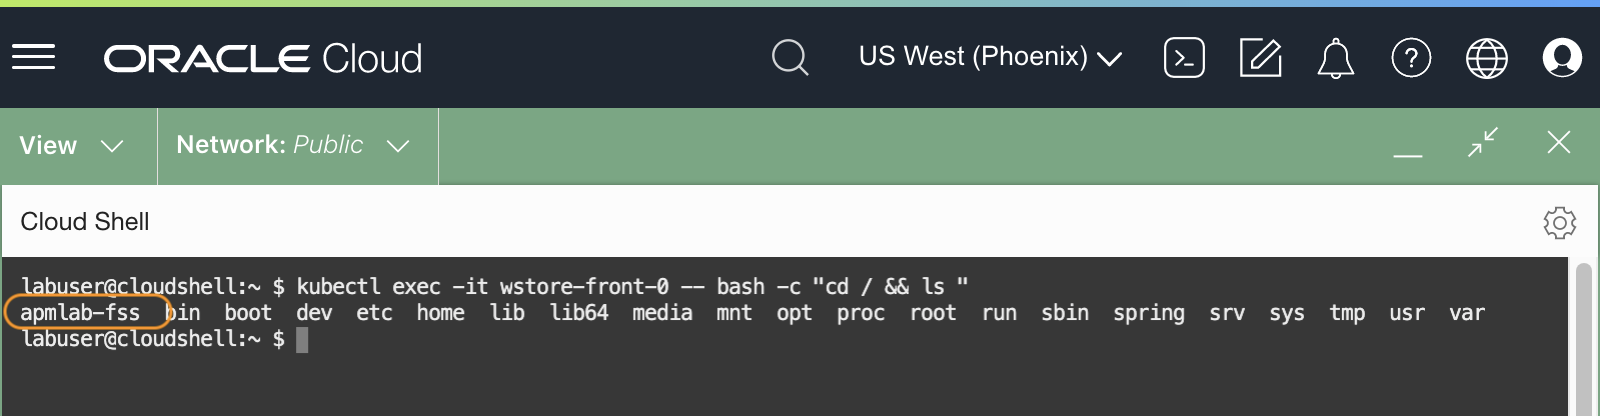 ORACLE Cloud
US West (Phoenix)
View
Network: Public
Cloud Shell
labuser@cloudshell:~ $ kubectl exec -it wstore-front-0 -- bash -c "cd / && ls "
apmlab-fss  bin  boot  dev  etc  home  lib  lib64  media  mnt  opt  proc  root  run  sbin  spring  srv  sys  tmp  usr  var
labuser@cloudshell:~ $